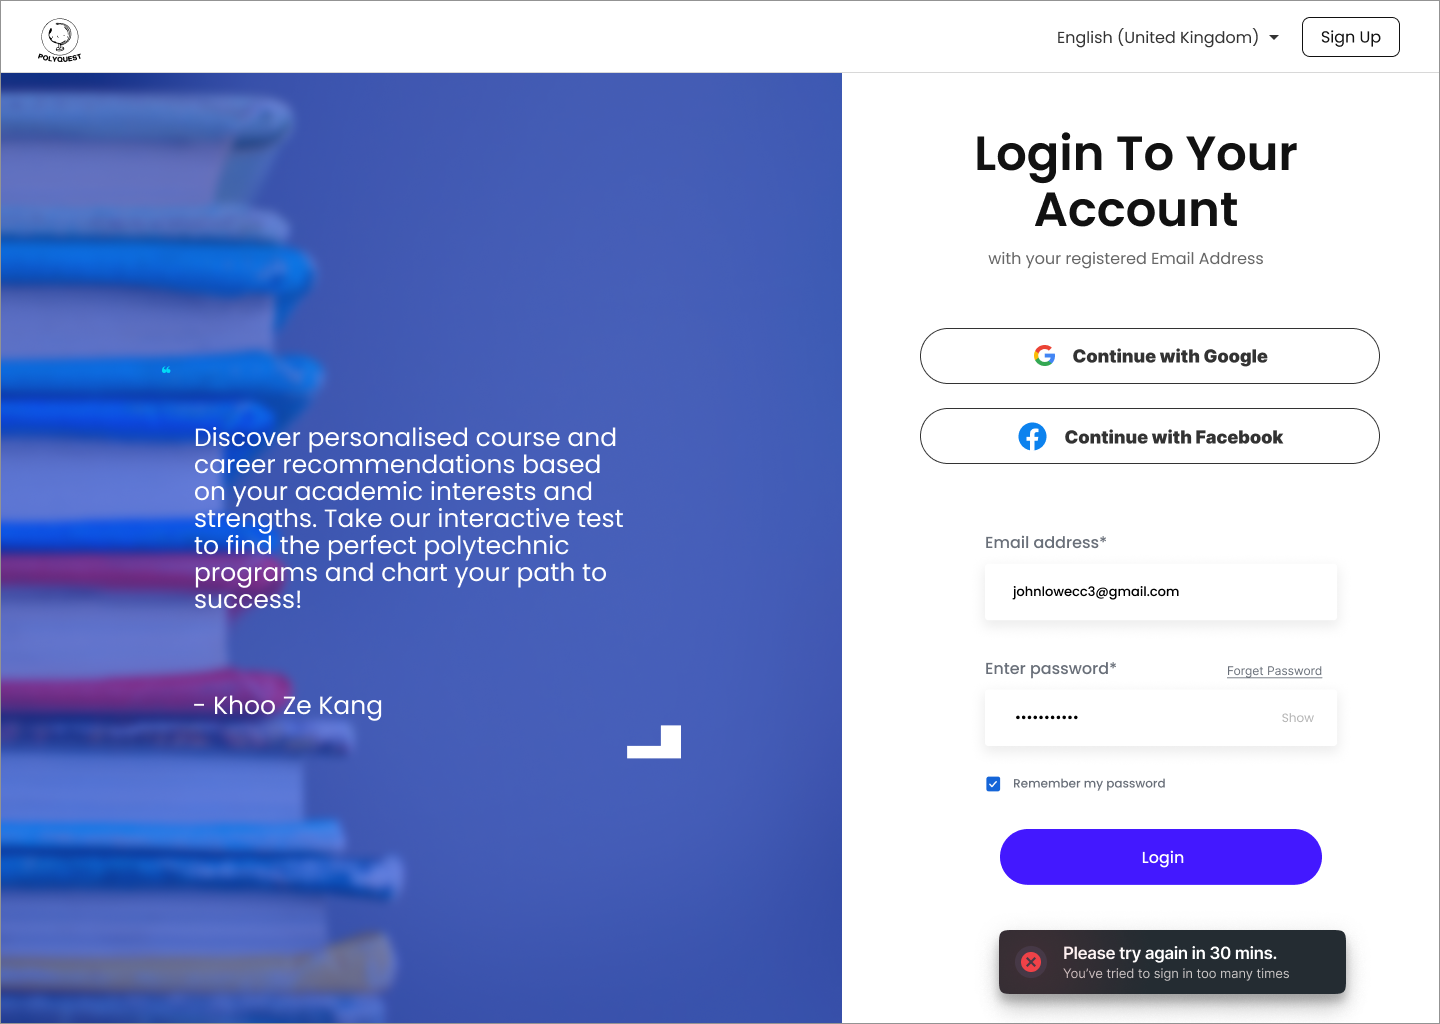 POLYQUEST
English (United Kingdom)
Sign Up
“
Discover personalised course and
career recommendations based
on your academic interests and
strengths. Take our interactive test
to find the perfect polytechnic
programs and chart your path to
success!
- Khoo Ze Kang
Login To Your
Account
with your registered Email Address
Continue with Google
Continue with Facebook
Email address*
johnlowecc3@gmail.com
Enter password*
Forget Password
•••••••••••
Show
Remember my password
Login
Please try again in 30 mins.
You’ve tried to sign in too many times